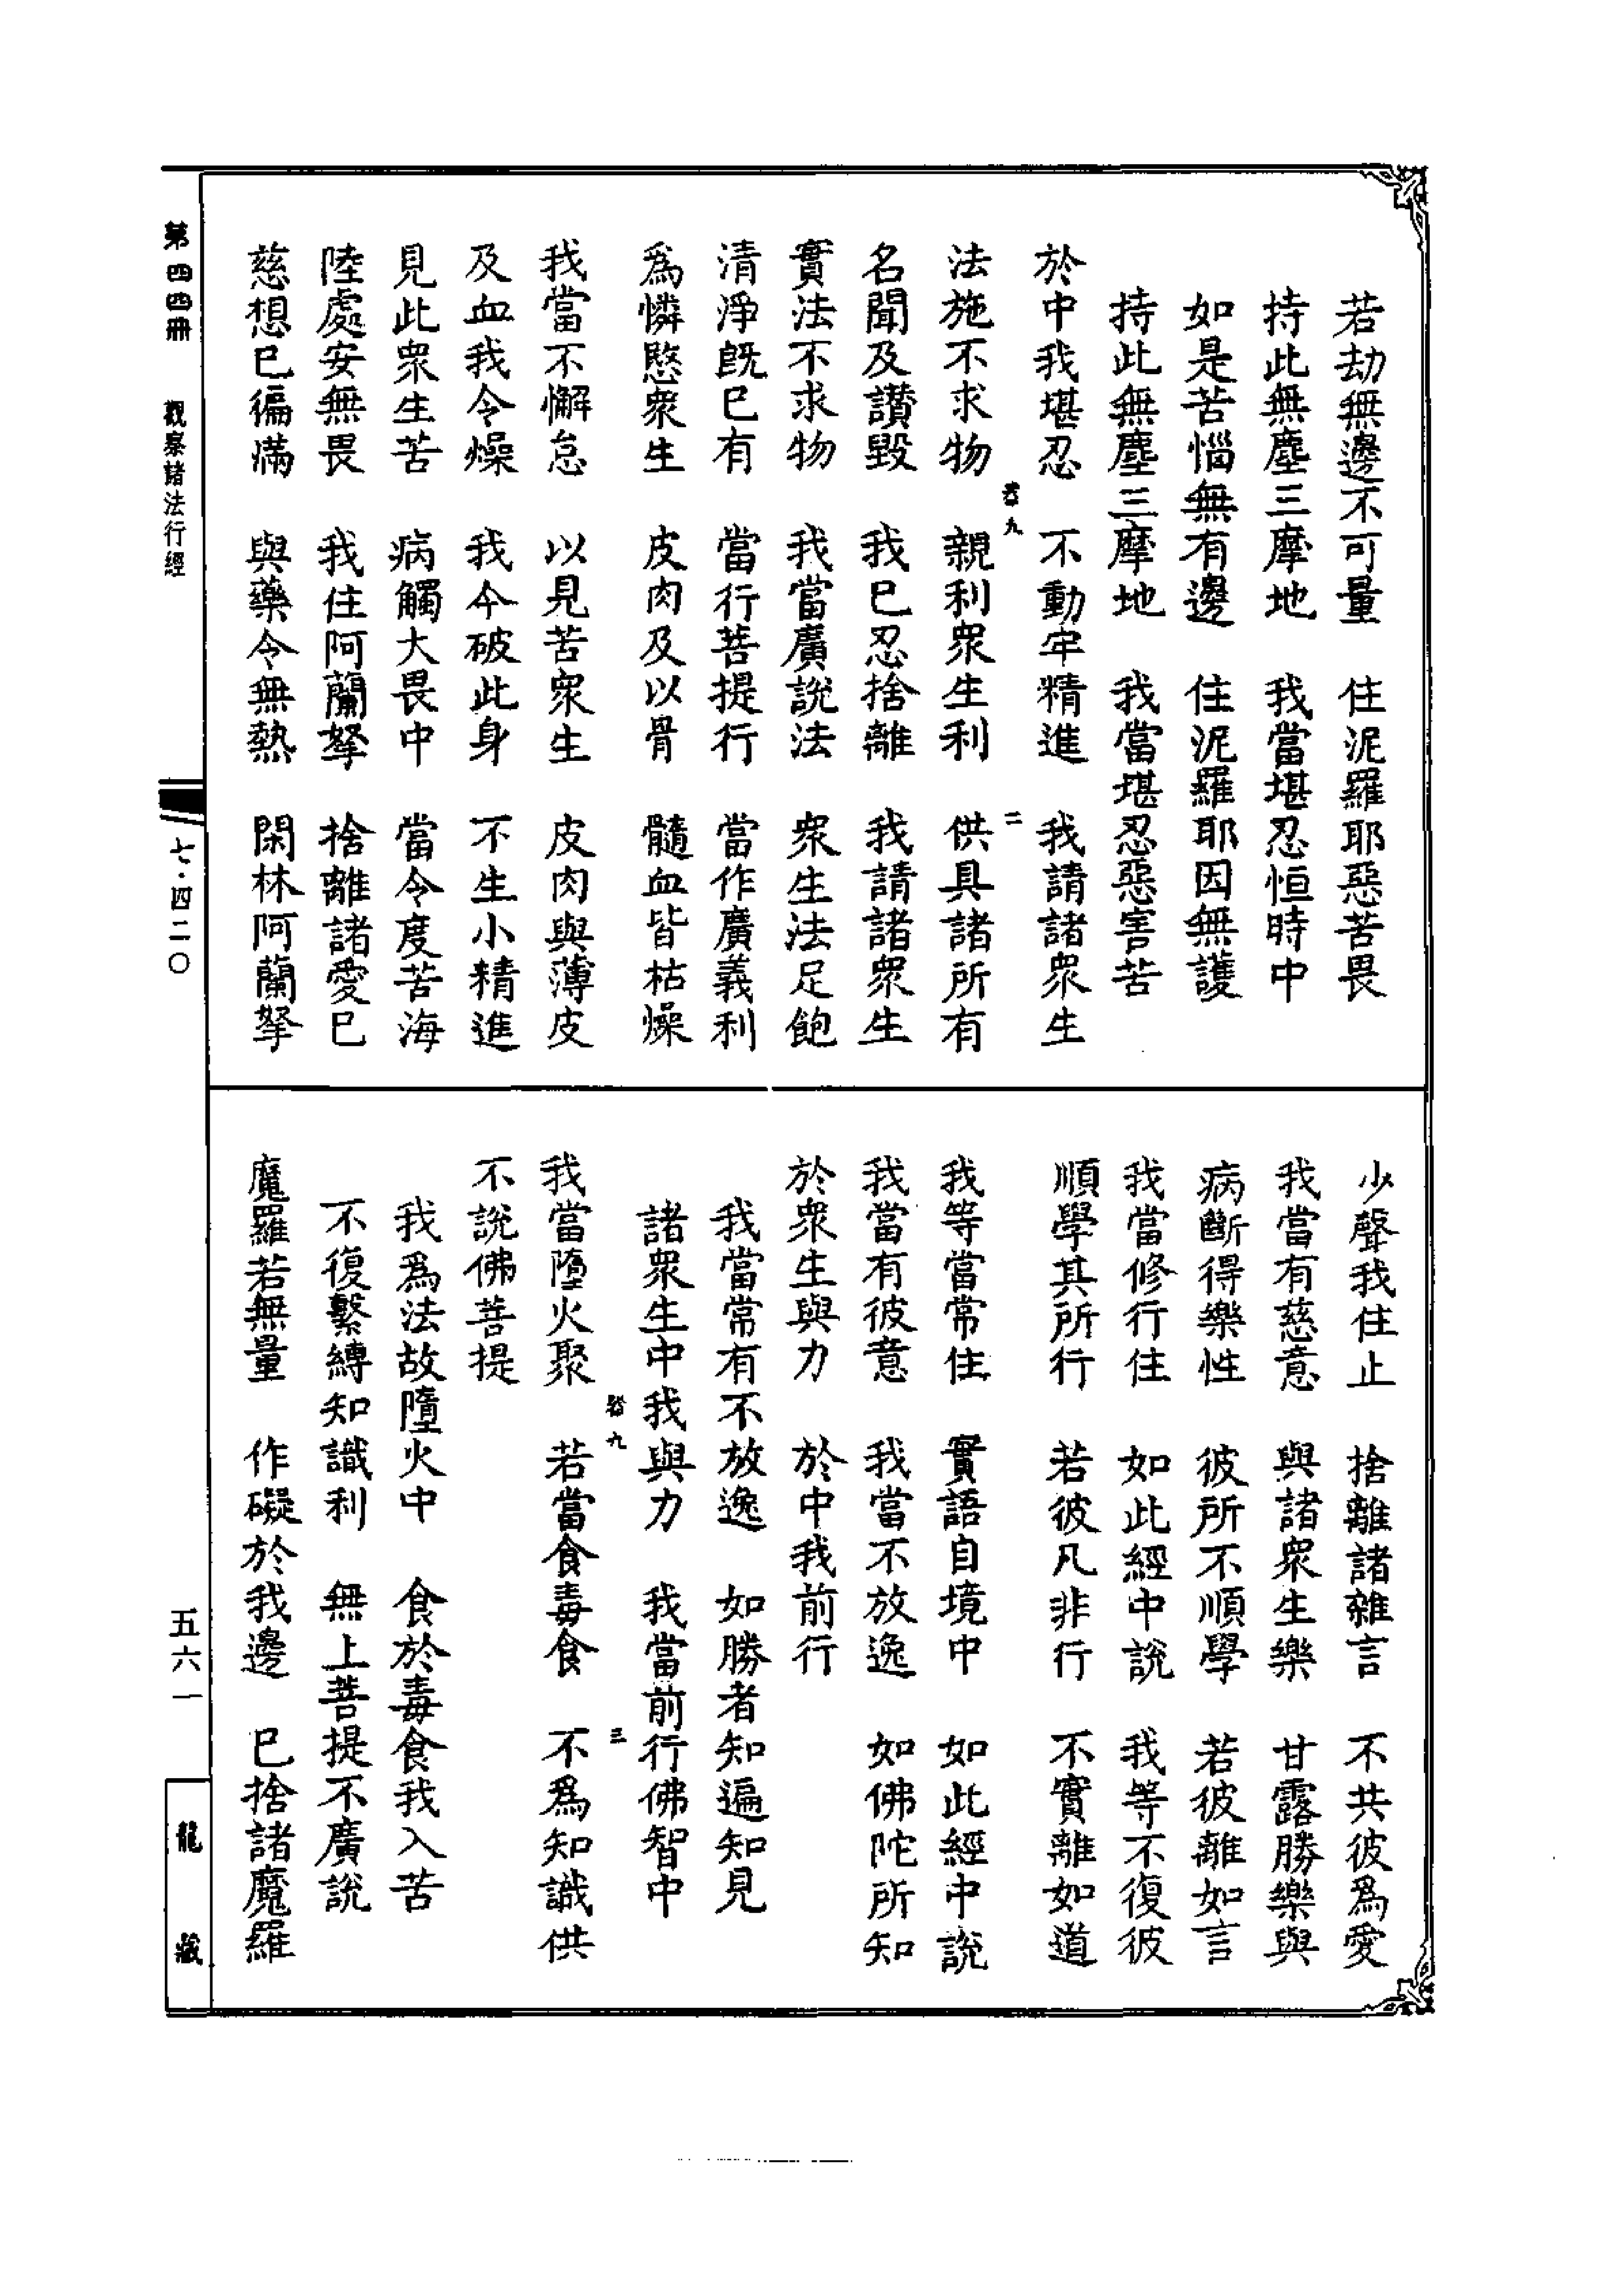 若劫無邊不可量　住泥羅耶惡苦畏
持此無塵三摩地　我當堪忍恒時中
如是苦惱無有邊　住泥羅耶因無護
持此無塵三摩地　我當堪忍惡害苦
於中我堪忍　不動牢精進　我請諸衆生
九　二
法施不求物　親利衆生利　供具諸所有
名聞及讚毀　我巳忍捨離　我請諸衆生
實法不求物　我當廣說法　衆生法足飽
清淨旣巳有　當行菩提行　當作廣義利
爲憐愍衆生　皮肉及以骨　髓血皆枯燥
我當不懈怠　以見苦衆生　皮肉與薄皮
及血我令燥　我今破此身　不生小精進
見此衆生苦　病觸大畏中　當令度苦海
陸處安無畏　我住阿蘭拏　捨離諸愛巳
慈想巳徧滿　與藥令無熱　閑林阿蘭拏
少聲我住止　捨離諸雜言　不共彼爲愛
我當有慈意　與諸衆生樂　甘露勝樂與
病斷得樂性　彼所不順學　若彼離如言
我當修行住　如此經中說　我等不復彼
順學其所行　若彼凡非行　不實離如道
我等當常住　實語自境中　如此經中說
我當有彼意　我當不放逸　如佛陀所知
於衆生與力　於中我前行
我當常有不放逸　如勝者知遍知見
諸衆生中我與力　我當前行佛智中
九　三
我當墮火聚　若當食毒食　不爲知識供
不說佛菩提
我爲法故墮火中　食於毒食我入苦
不復繫縛知識利　無上菩提不廣說
魔羅若無量　作礙於我邊　巳捨諸魔羅
第四四冊　觀察諸法行經　七·四二〇　五六一　龍藏